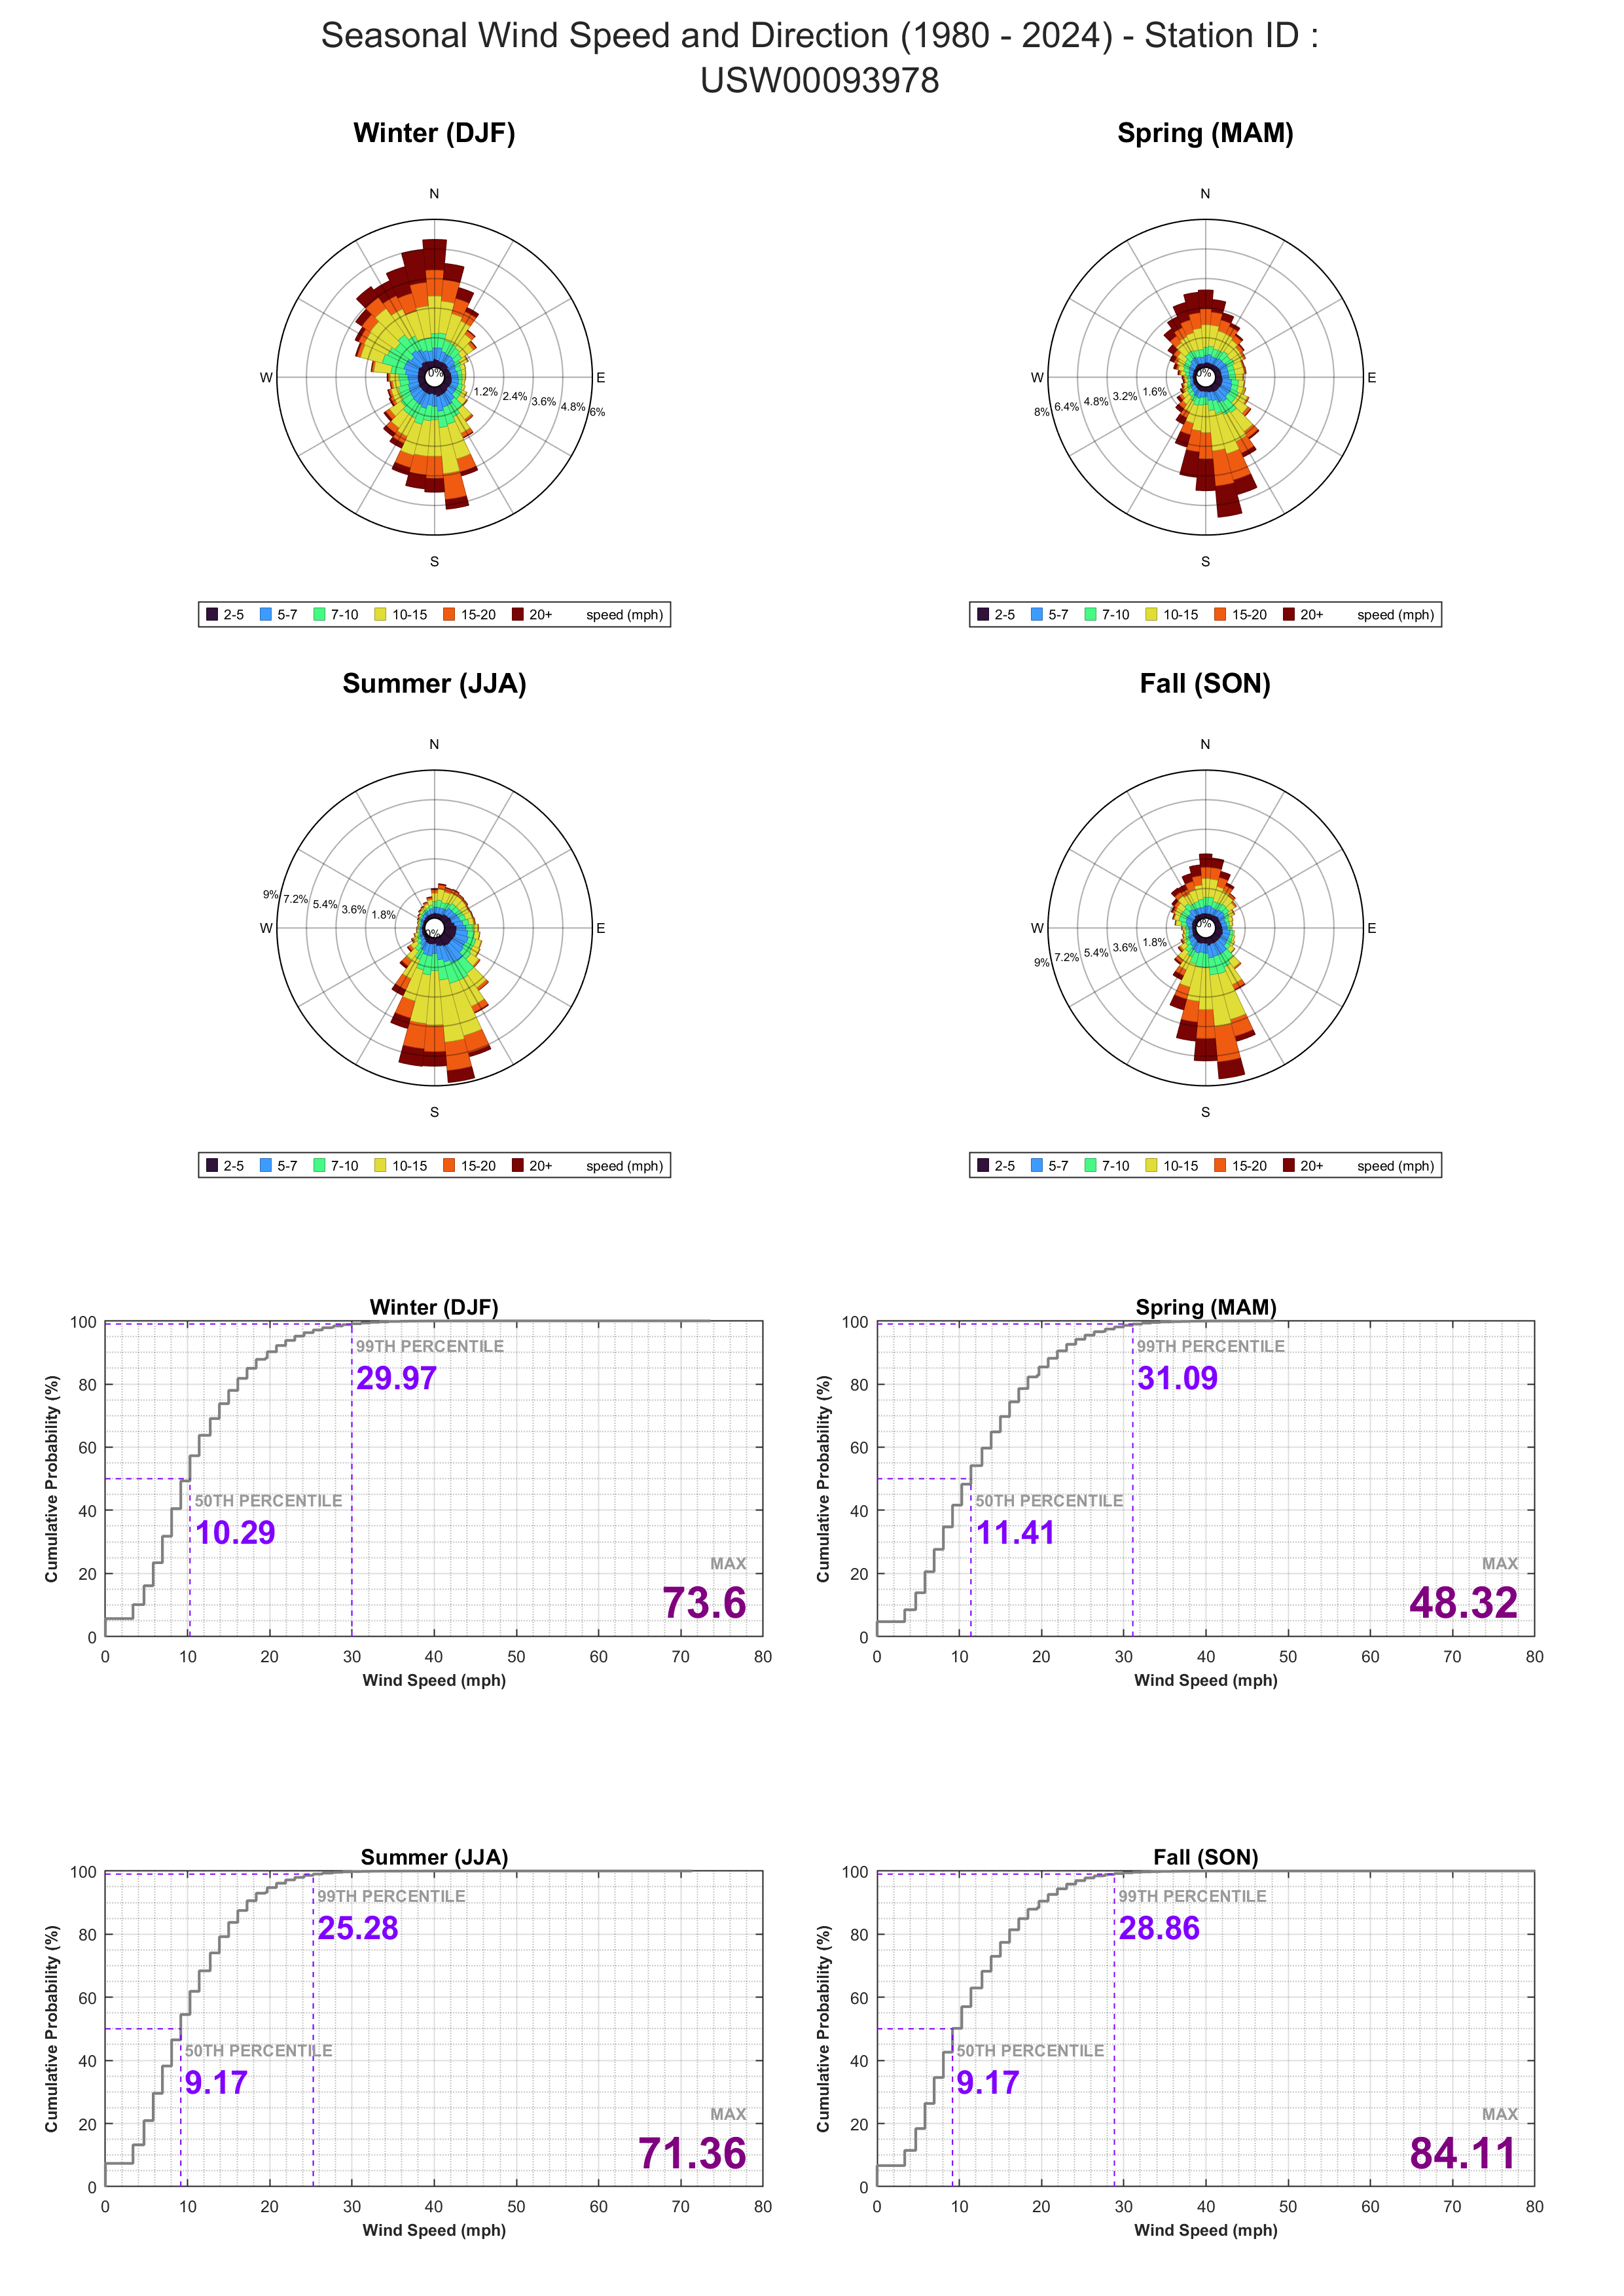 Seasonal Wind Speed and Direction (1980 - 2024) - Station ID :
USW00093978
Winter (DJF)
N
W
E
S
0%
1.2%
2.4%
3.6%
4.8%
6%
2-5 5-7 7-10 10-15 15-20 20+ speed (mph)
Spring (MAM)
N
W
E
S
8%
6.4%
4.8%
3.2%
1.6%
0%
2-5 5-7 7-10 10-15 15-20 20+ speed (mph)
Summer (JJA)
N
W
E
S
9%
7.2%
5.4%
3.6%
1.8%
0%
2-5 5-7 7-10 10-15 15-20 20+ speed (mph)
Fall (SON)
N
W
E
S
9%
7.2%
5.4%
3.6%
1.8%
0%
2-5 5-7 7-10 10-15 15-20 20+ speed (mph)
Winter (DJF)
Cumulative Probability (%)
100
80
60
40
20
0
99TH PERCENTILE
29.97
50TH PERCENTILE
10.29
MAX
73.6
0 10 20 30 40 50 60 70 80
Wind Speed (mph)
Spring (MAM)
Cumulative Probability (%)
100
80
60
40
20
0
99TH PERCENTILE
31.09
50TH PERCENTILE
11.41
MAX
48.32
0 10 20 30 40 50 60 70 80
Wind Speed (mph)
Summer (JJA)
Cumulative Probability (%)
100
80
60
40
20
0
99TH PERCENTILE
25.28
50TH PERCENTILE
9.17
MAX
71.36
0 10 20 30 40 50 60 70 80
Wind Speed (mph)
Fall (SON)
Cumulative Probability (%)
100
80
60
40
20
0
99TH PERCENTILE
28.86
50TH PERCENTILE
9.17
MAX
84.11
0 10 20 30 40 50 60 70 80
Wind Speed (mph)